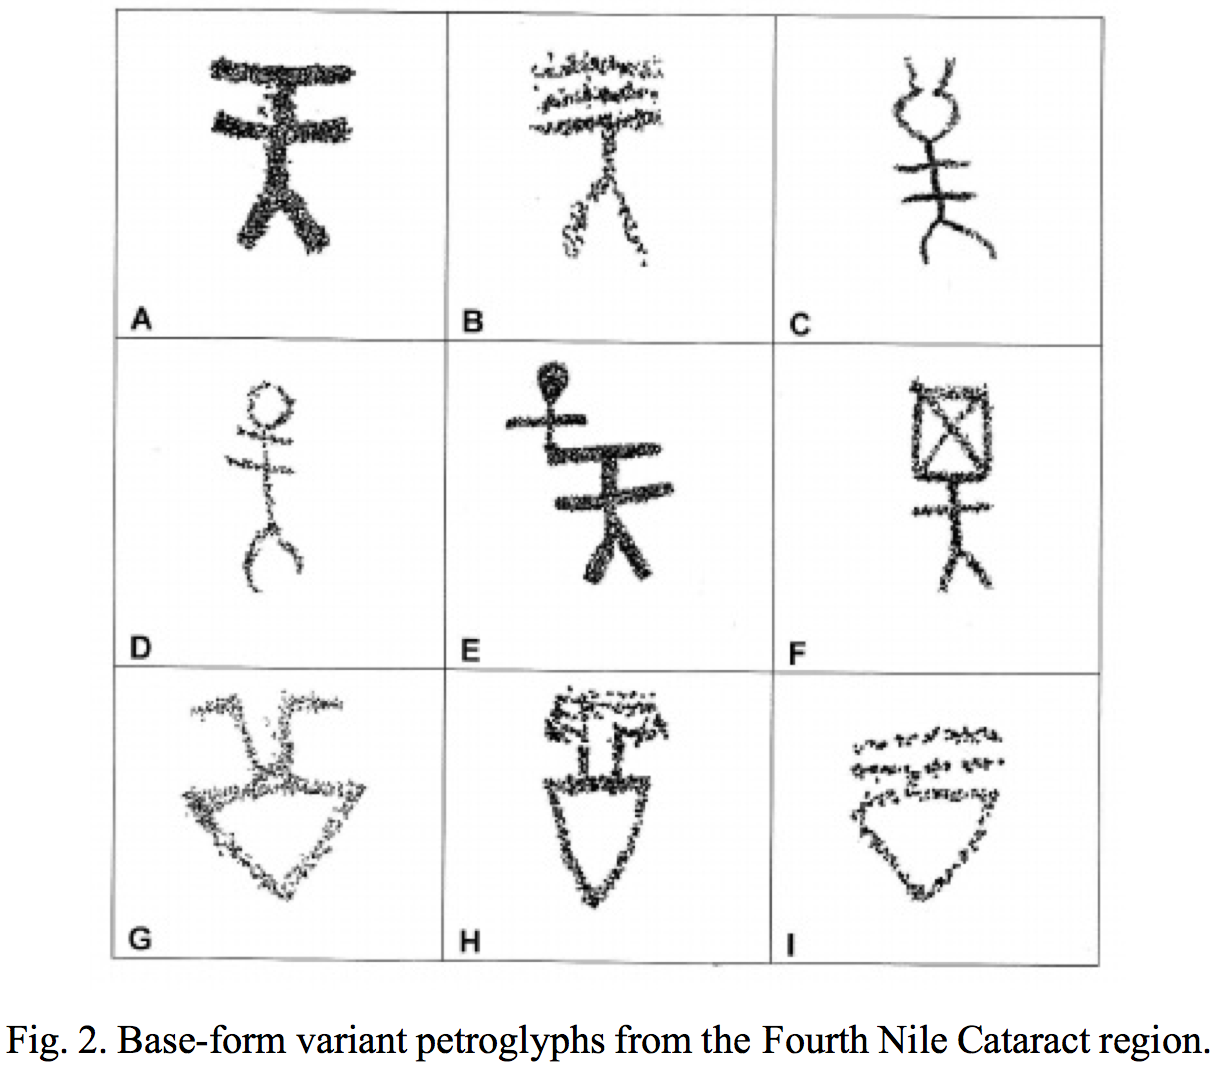 A
B
C
D
E
F
G
H
I
Fig. 2. Base-form variant petroglyphs from the Fourth Nile Cataract region.